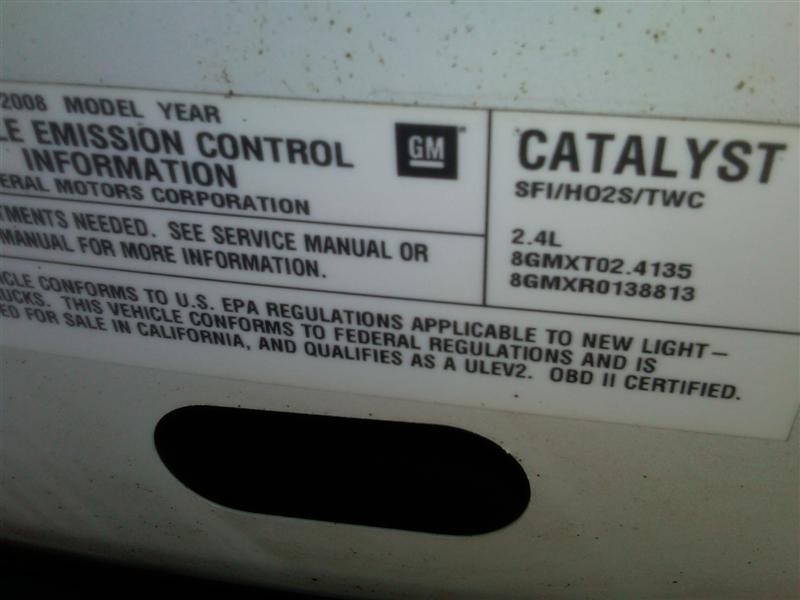 2008 MODEL YEAR
LE EMISSION CONTROL
INFORMATION
ERAL MOTORS CORPORATION
GM
CATALYST
SFI/HO2S/TWC
2.4L
8GMXT02.4135
8GMXR0138813
TMENTS NEEDED. SEE SERVICE MANUAL OR
MANUAL FOR MORE INFORMATION.
ICLE CONFORMS TO U.S. EPA REGULATIONS APPLICABLE TO NEW LIGHT–
UCKS. THIS VEHICLE CONFORMS TO FEDERAL REGULATIONS AND IS
ED FOR SALE IN CALIFORNIA, AND QUALIFIES AS A ULEV2. OBD II CERTIFIED.